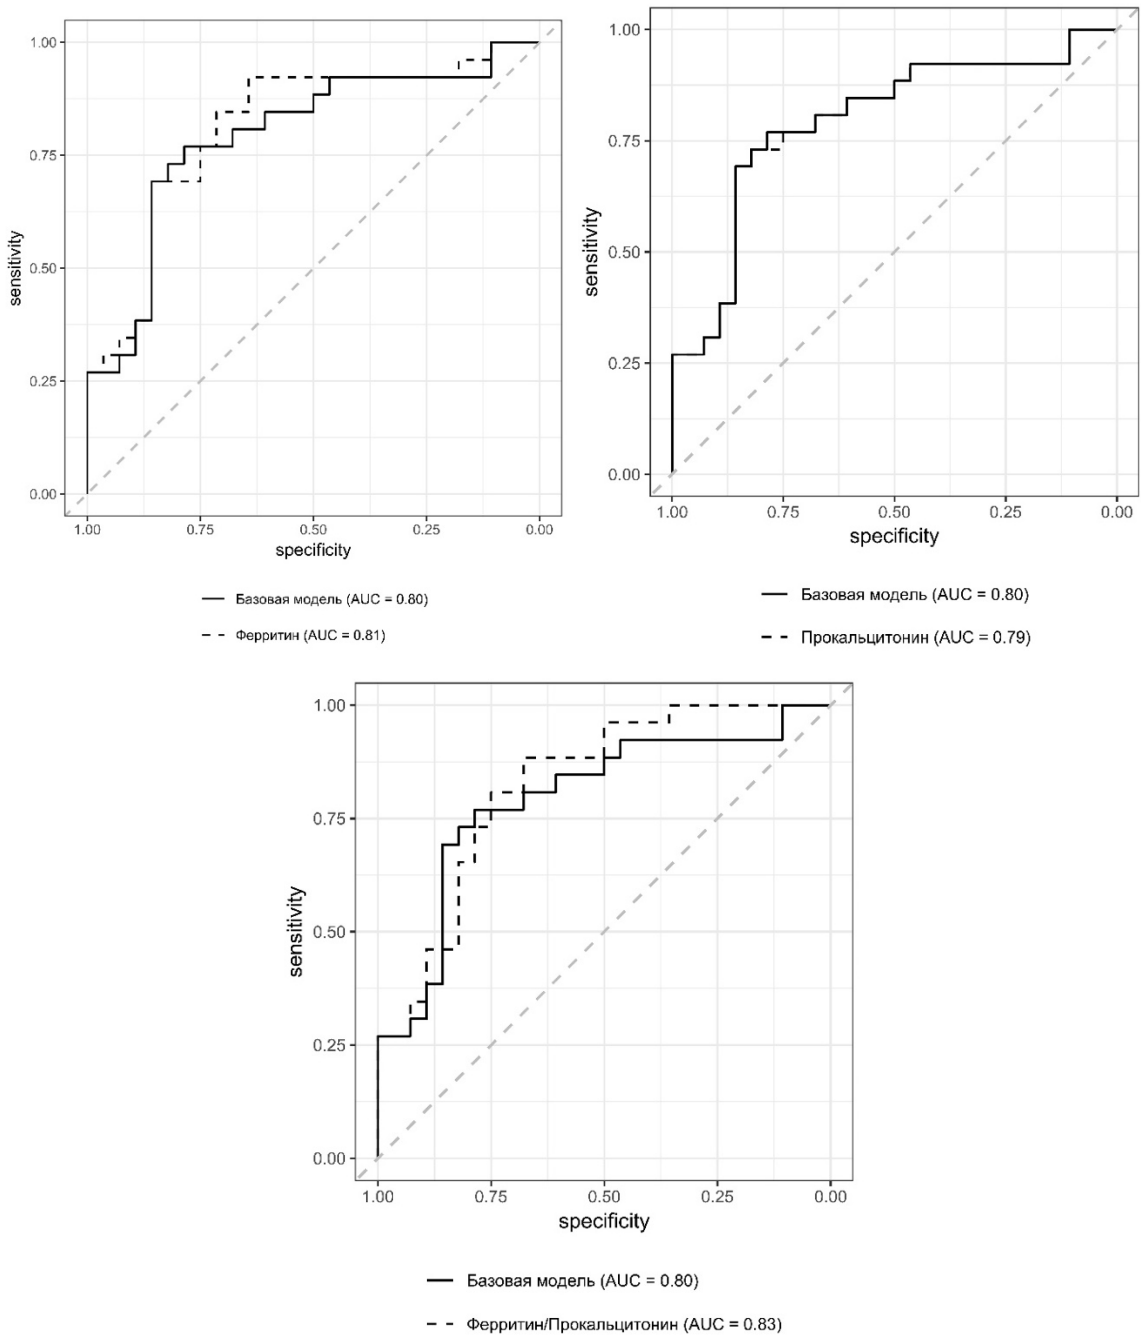 1.00
0.75
0.50
0.25
0.00
sensitivity
1.00 0.75 0.50 0.25 0.00
specificity
Базовая модель (AUC = 0.80)
Ферритин (AUC = 0.81)
1.00
0.75
0.50
0.25
0.00
sensitivity
1.00 0.75 0.50 0.25 0.00
specificity
Базовая модель (AUC = 0.80)
Прокальцитонин (AUC = 0.79)
1.00
0.75
0.50
0.25
0.00
sensitivity
1.00 0.75 0.50 0.25 0.00
specificity
Базовая модель (AUC = 0.80)
Ферритин/Прокальцитонин (AUC = 0.83)